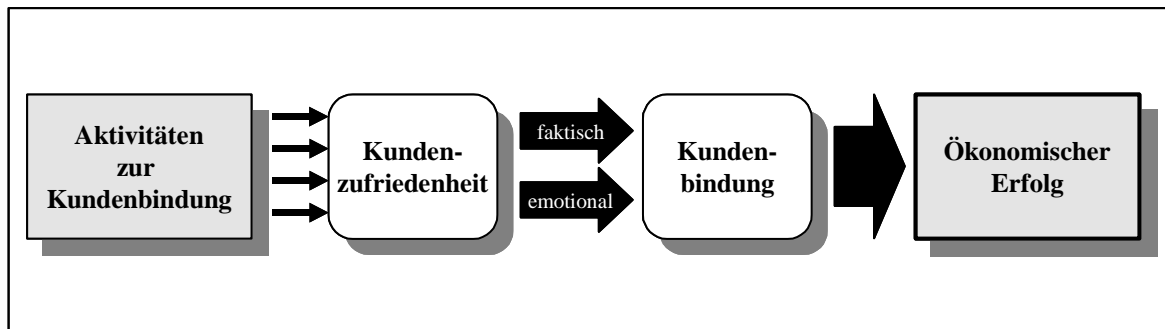 Aktivitäten
zur
Kundenbindung
Kunden-
zufriedenheit
faktisch
emotional
Kunden-
bindung
Ökonomischer
Erfolg